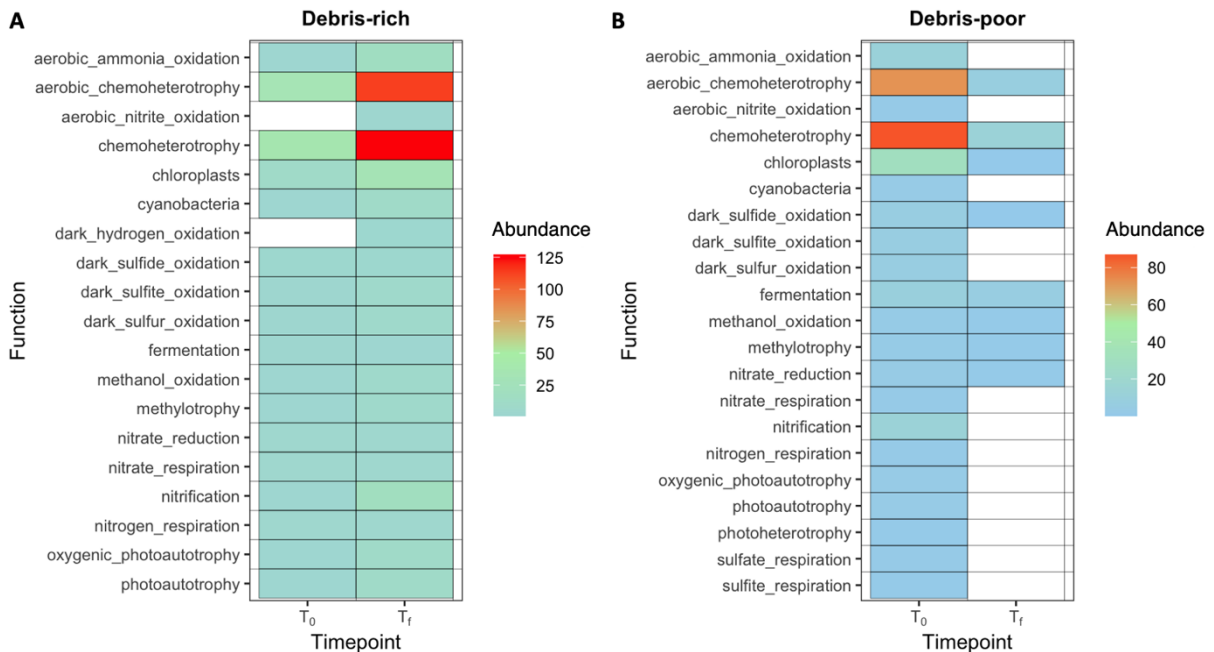 A
Debris-rich
aerobic_ammonia_oxidation
aerobic_chemoheterotrophy
aerobic_nitrite_oxidation
chemoheterotrophy
chloroplasts
cyanobacteria
dark_hydrogen_oxidation
dark_sulfide_oxidation
dark_sulfite_oxidation
dark_sulfur_oxidation
fermentation
methanol_oxidation
methylotrophy
nitrate_reduction
nitrate_respiration
nitrification
nitrogen_respiration
oxygenic_photoautotrophy
photoautotrophy
Function
T0
Tf
Timepoint
Abundance
125
100
75
50
25
B
Debris-poor
aerobic_ammonia_oxidation
aerobic_chemoheterotrophy
aerobic_nitrite_oxidation
chemoheterotrophy
chloroplasts
cyanobacteria
dark_sulfide_oxidation
dark_sulfite_oxidation
dark_sulfur_oxidation
fermentation
methanol_oxidation
methylotrophy
nitrate_reduction
nitrate_respiration
nitrification
nitrogen_respiration
oxygenic_photoautotrophy
photoautotrophy
photoheterotrophy
sulfate_respiration
sulfite_respiration
Function
T0
Tf
Timepoint
Abundance
80
60
40
20